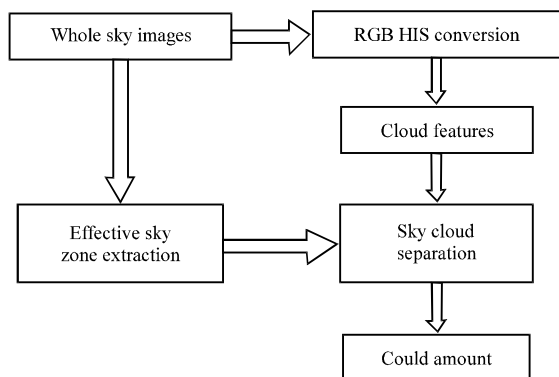 Whole sky images
RGB HIS conversion
Cloud features
Effective sky
zone extraction
Sky cloud
separation
Could amount